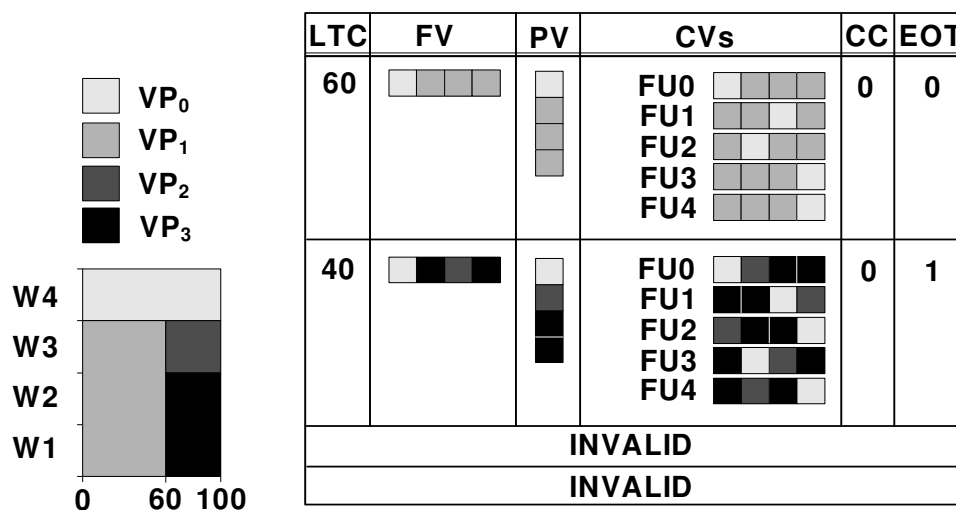 LTC FV PV CVs CC EOT
VP0
VP1
VP2
VP3
W4
W3
W2
W1
0 60 100
60 FU0 0 0
FU1
FU2
FU3
FU4
40 FU0 0 1
FU1
FU2
FU3
FU4
INVALID
INVALID